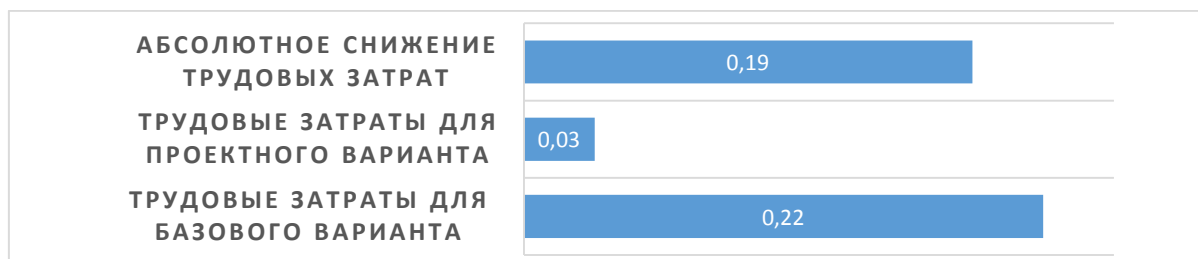 АБСОЛЮТНОЕ СНИЖЕНИЕ
ТРУДОВЫХ ЗАТРАТ
0,19
ТРУДОВЫЕ ЗАТРАТЫ ДЛЯ
ПРОЕКТНОГО ВАРИАНТА
0,03
ТРУДОВЫЕ ЗАТРАТЫ ДЛЯ
БАЗОВОГО ВАРИАНТА
0,22